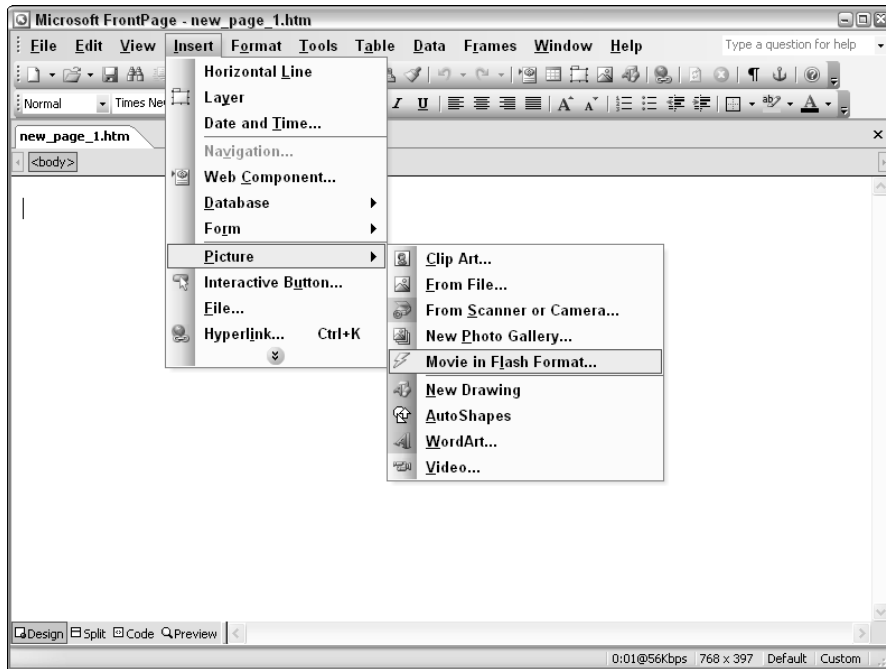 Microsoft FrontPage - new_page_1.htm
File Edit View Insert Format Tools Table Data Frames Window Help Type a question for help
Normal Times Ne
new_page_1.htm
<body>
Horizontal Line
Layer
Date and Time...
Navigation...
Web Component...
Database
Form
Picture
Interactive Button...
File...
Hyperlink... Ctrl+K
Clip Art...
From File...
From Scanner or Camera...
New Photo Gallery...
Movie in Flash Format...
New Drawing
AutoShapes
WordArt...
Video...
Design Split Code Preview
0:01@56Kbps 768 x 397 Default Custom